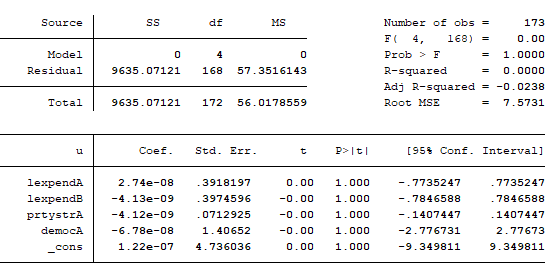 Source SS df MS Number of obs = 173
F( 4, 168) = 0.00
Model 0 4 0 Prob > F = 1.0000
Residual 9635.07121 168 57.3516143 R-squared = 0.0000
Adj R-squared = -0.0238
Total 9635.07121 172 56.0178559 Root MSE = 7.5731
u Coef. Std. Err. t P>|t| [95% Conf. Interval]
lexpendA 2.74e-08 .3918197 0.00 1.000 -.7735247 .7735247
lexpendB -4.13e-09 .3974596 -0.00 1.000 -.7846588 .7846588
prtystrA -4.12e-09 .0712925 -0.00 1.000 -.1407447 .1407447
democA -6.78e-08 1.40652 -0.00 1.000 -2.776731 2.77673
_cons 1.22e-07 4.736036 0.00 1.000 -9.349811 9.349811